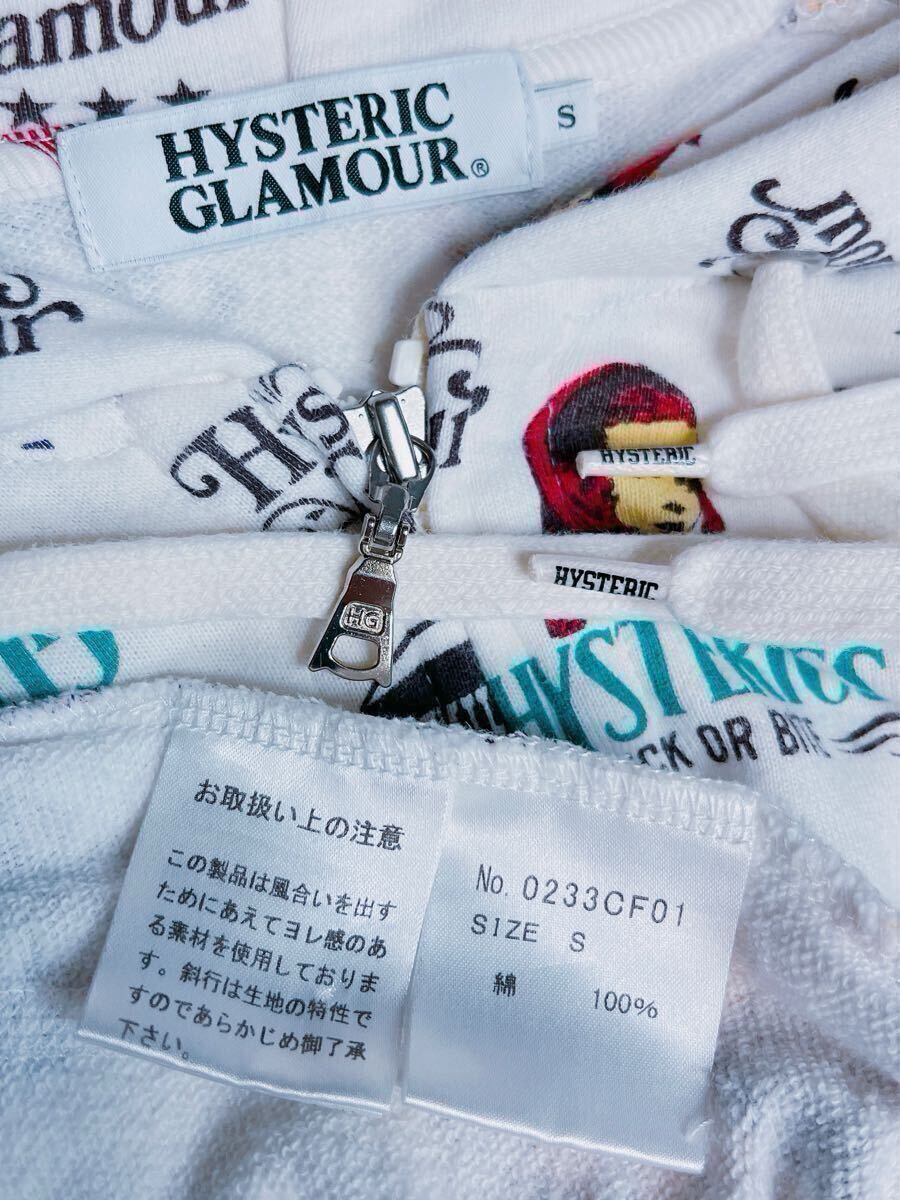 amour
HYSTERIC
GLAMOUR®
S
Hys
HYSTERIC
HYSTERIC
HG
HYSTERIC
CK OR BITE
お取扱い上の注意
この製品は風合いを出す
ためにあえてヨレ感のあ
る素材を使用しておりま
す。斜行は生地の特性で
すのであらかじめ御了承
下さい。
No. 0233CF01
SIZE S
綿 100%